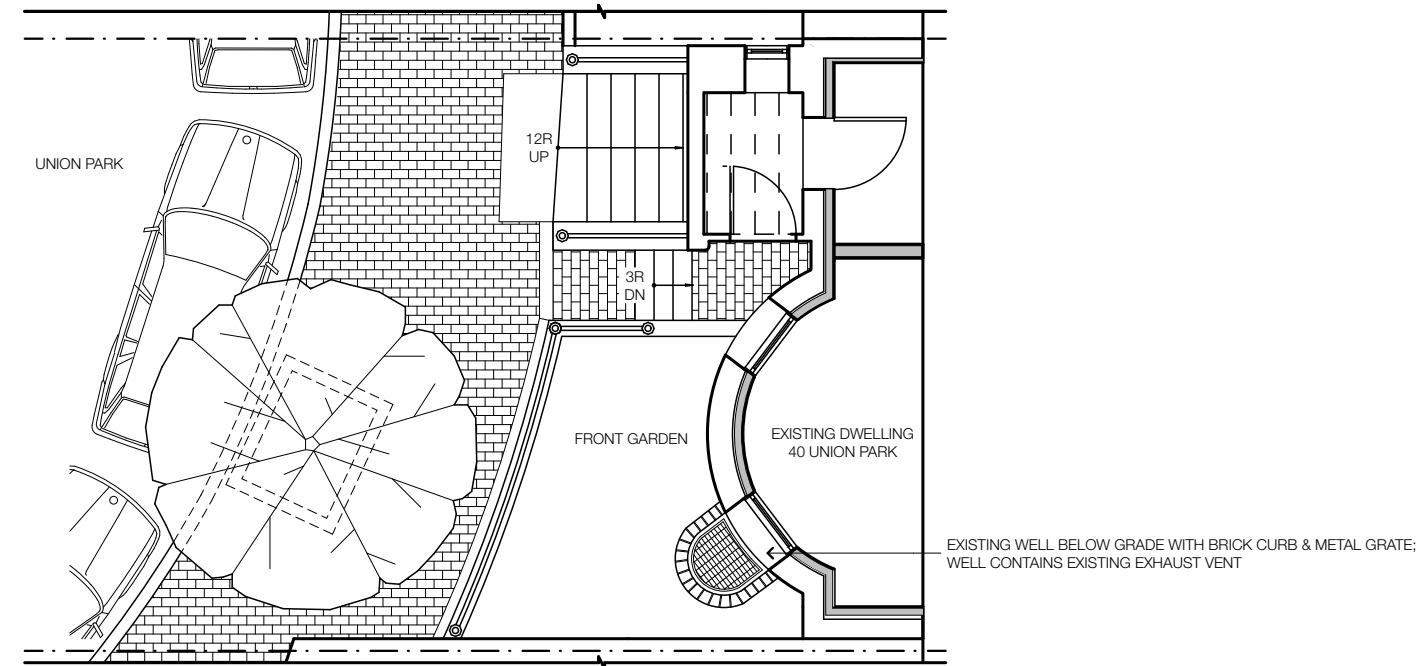 12R
UP
UNION PARK
3R
DN
FRONT GARDEN
EXISTING DWELLING
40 UNION PARK
EXISTING WELL BELOW GRADE WITH BRICK CURB & METAL GRATE;
WELL CONTAINS EXISTING EXHAUST VENT